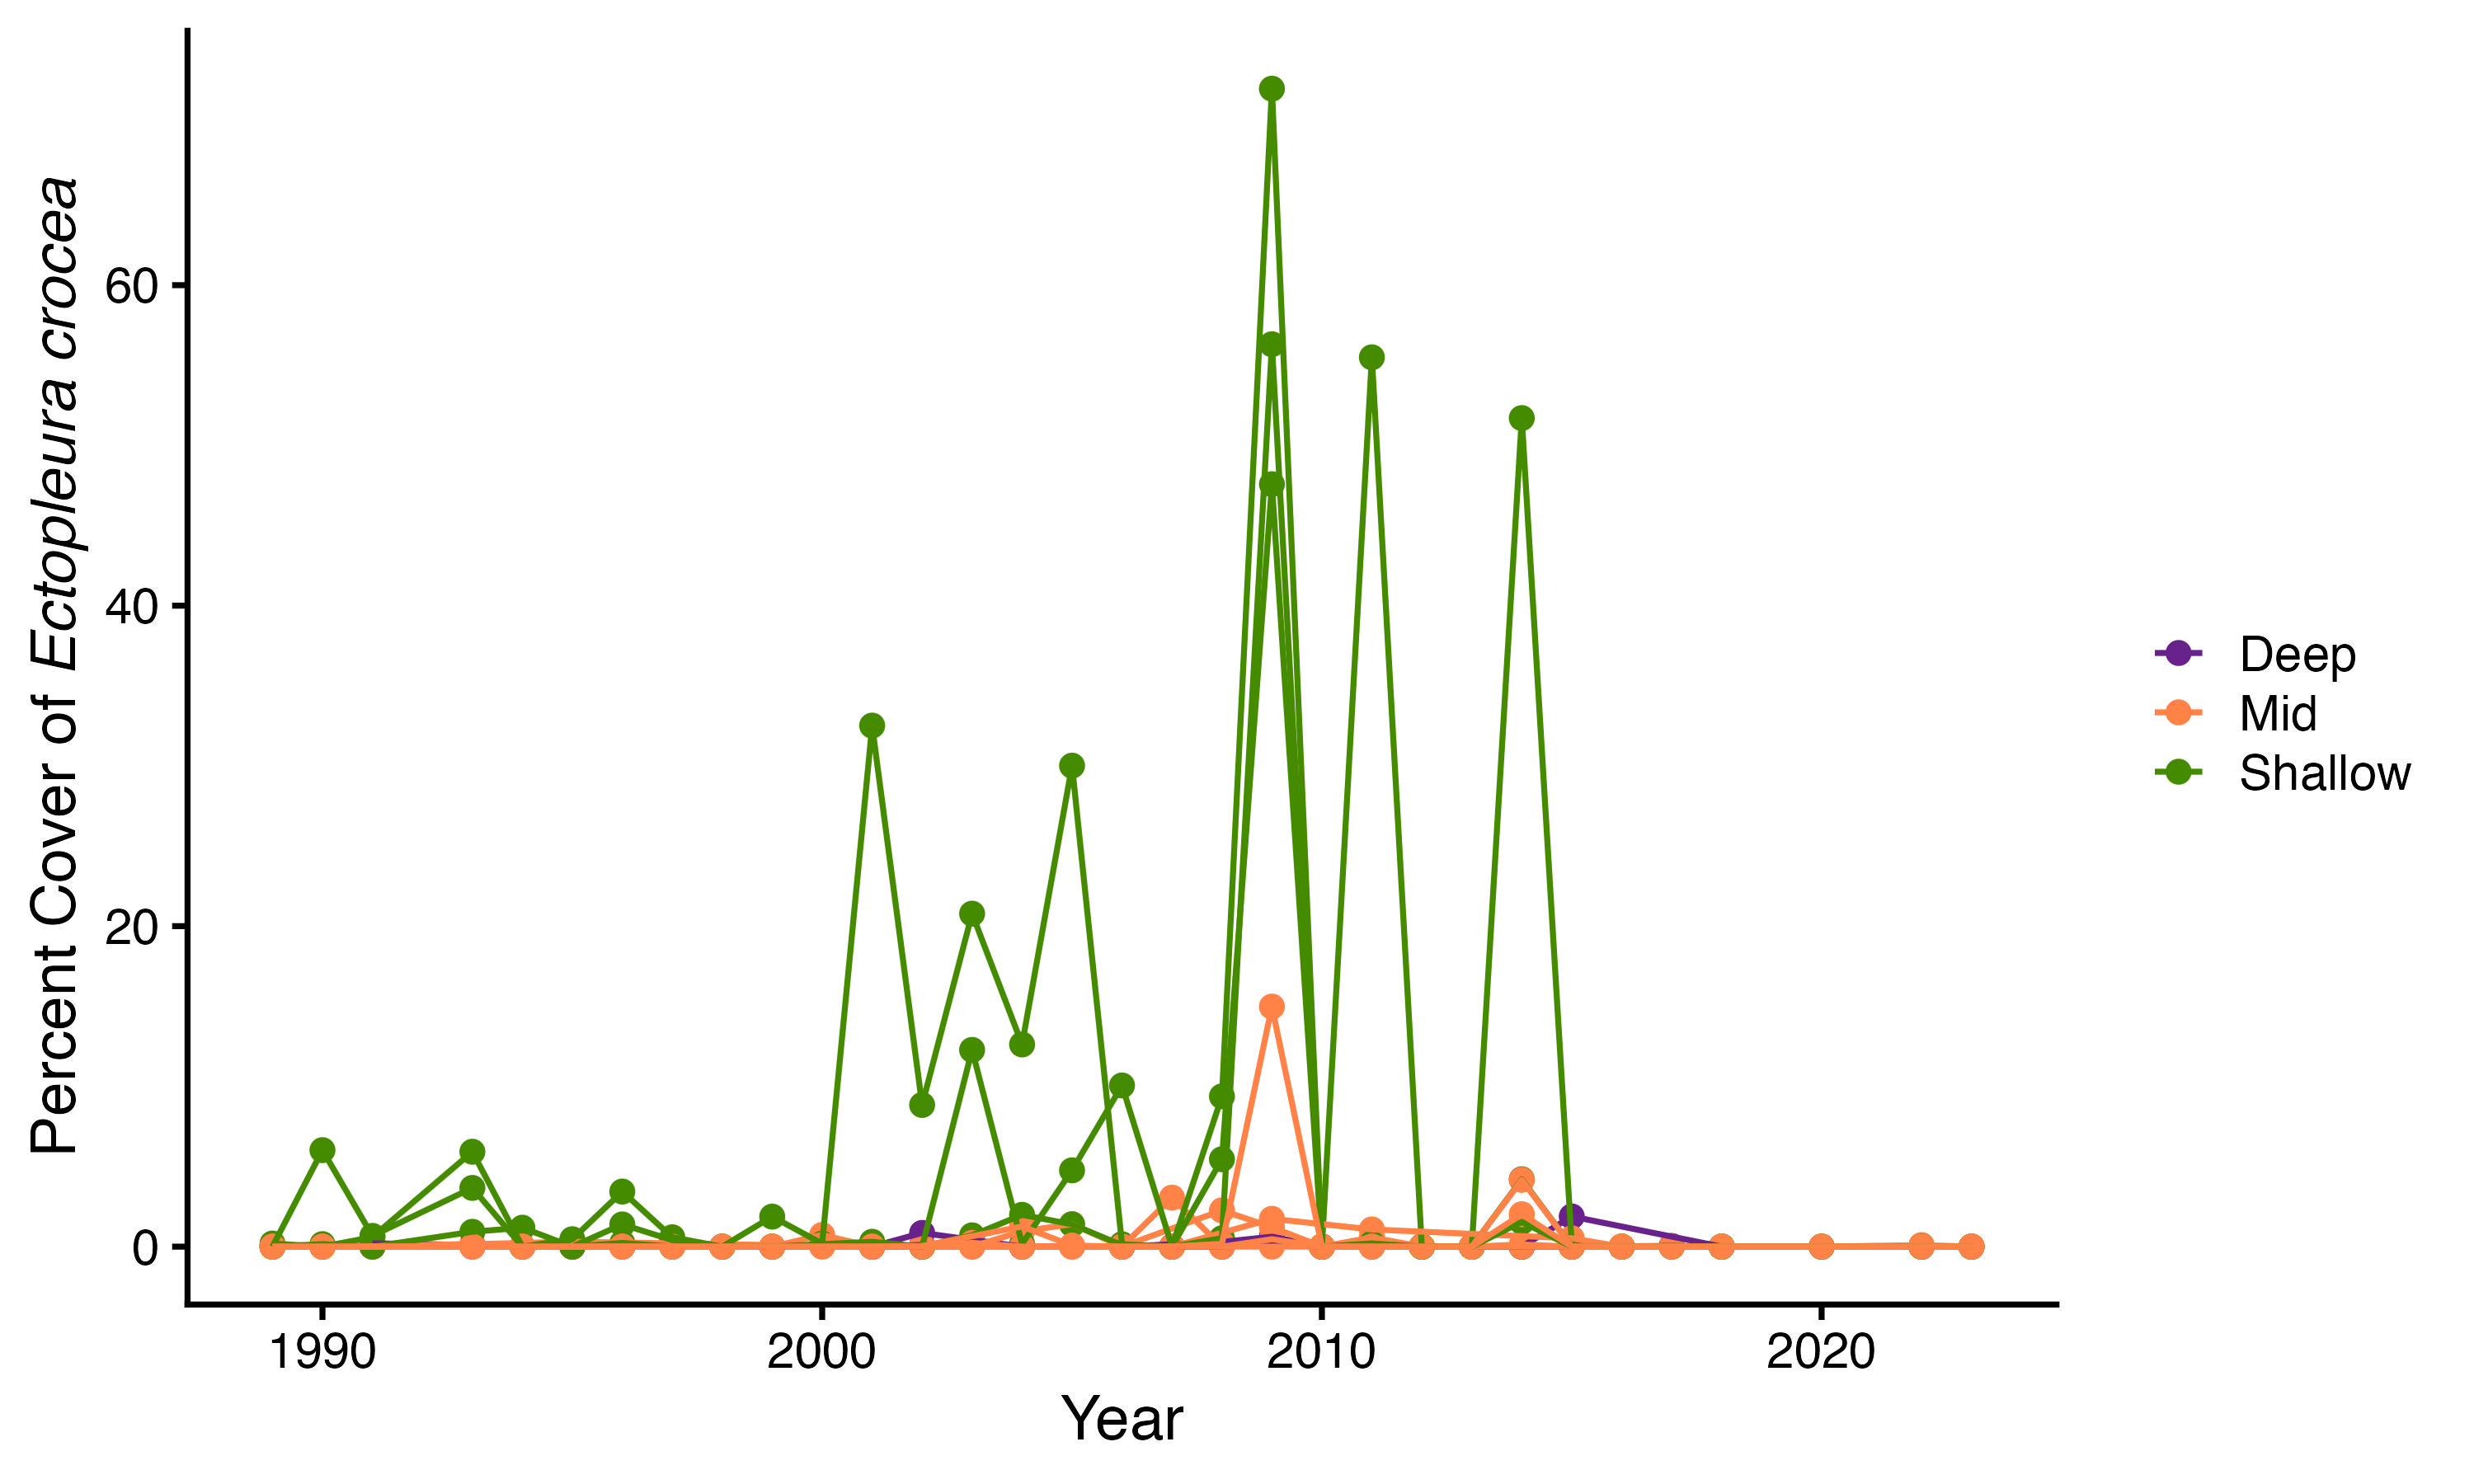 Percent Cover of Ectopleura crocea
60
40
20
0
1990 2000 2010 2020
Year
Deep
Mid
Shallow